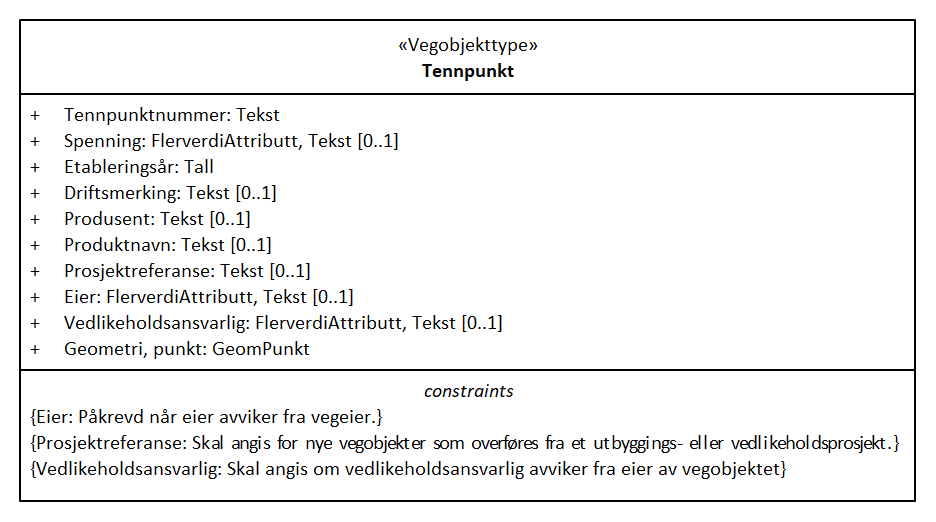 «Vegobjekttype»
Tennpunkt
+ Tennpunktnummer: Tekst
+ Spenning: FlerverdiAttributt, Tekst [0..1]
+ Etableringsår: Tall
+ Driftsmerking: Tekst [0..1]
+ Produsent: Tekst [0..1]
+ Produktnavn: Tekst [0..1]
+ Prosjektreferanse: Tekst [0..1]
+ Eier: FlerverdiAttributt, Tekst [0..1]
+ Vedlikeholdsansvarlig: FlerverdiAttributt, Tekst [0..1]
+ Geometri, punkt: GeomPunkt
constraints
{Eier: Påkrevd når eier avviker fra vegeier.}
{Prosjektreferanse: Skal angis for nye vegobjekter som overføres fra et utbyggings- eller vedlikeholdsprosjekt.}
{Vedlikeholdsansvarlig: Skal angis om vedlikeholdsansvarlig avviker fra eier av vegobjektet}